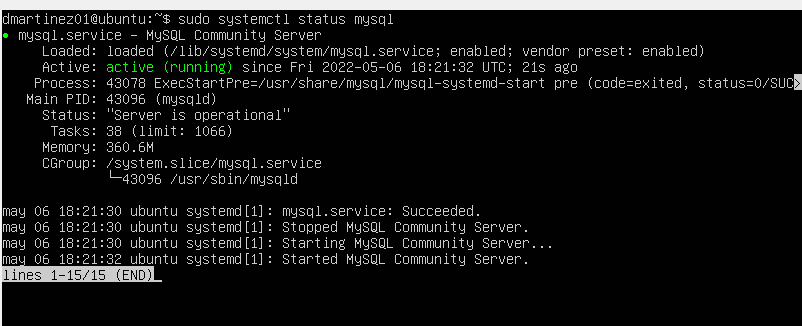 dmartinez01@ubuntu:~$ sudo systemctl status mysql
● mysql.service - MySQL Community Server
     Loaded: loaded (/lib/systemd/system/mysql.service; enabled; vendor preset: enabled)
     Active: active (running) since Fri 2022-05-06 18:21:32 UTC; 21s ago
    Process: 43078 ExecStartPre=/usr/share/mysql/mysql-systemd-start pre (code=exited, status=0/SUC>
   Main PID: 43096 (mysqld)
     Status: "Server is operational"
      Tasks: 38 (limit: 1066)
     Memory: 360.6M
     CGroup: /system.slice/mysql.service
             └─43096 /usr/sbin/mysqld

may 06 18:21:30 ubuntu systemd[1]: mysql.service: Succeeded.
may 06 18:21:30 ubuntu systemd[1]: Stopped MySQL Community Server.
may 06 18:21:30 ubuntu systemd[1]: Starting MySQL Community Server...
may 06 18:21:32 ubuntu systemd[1]: Started MySQL Community Server.
lines 1-15/15 (END)